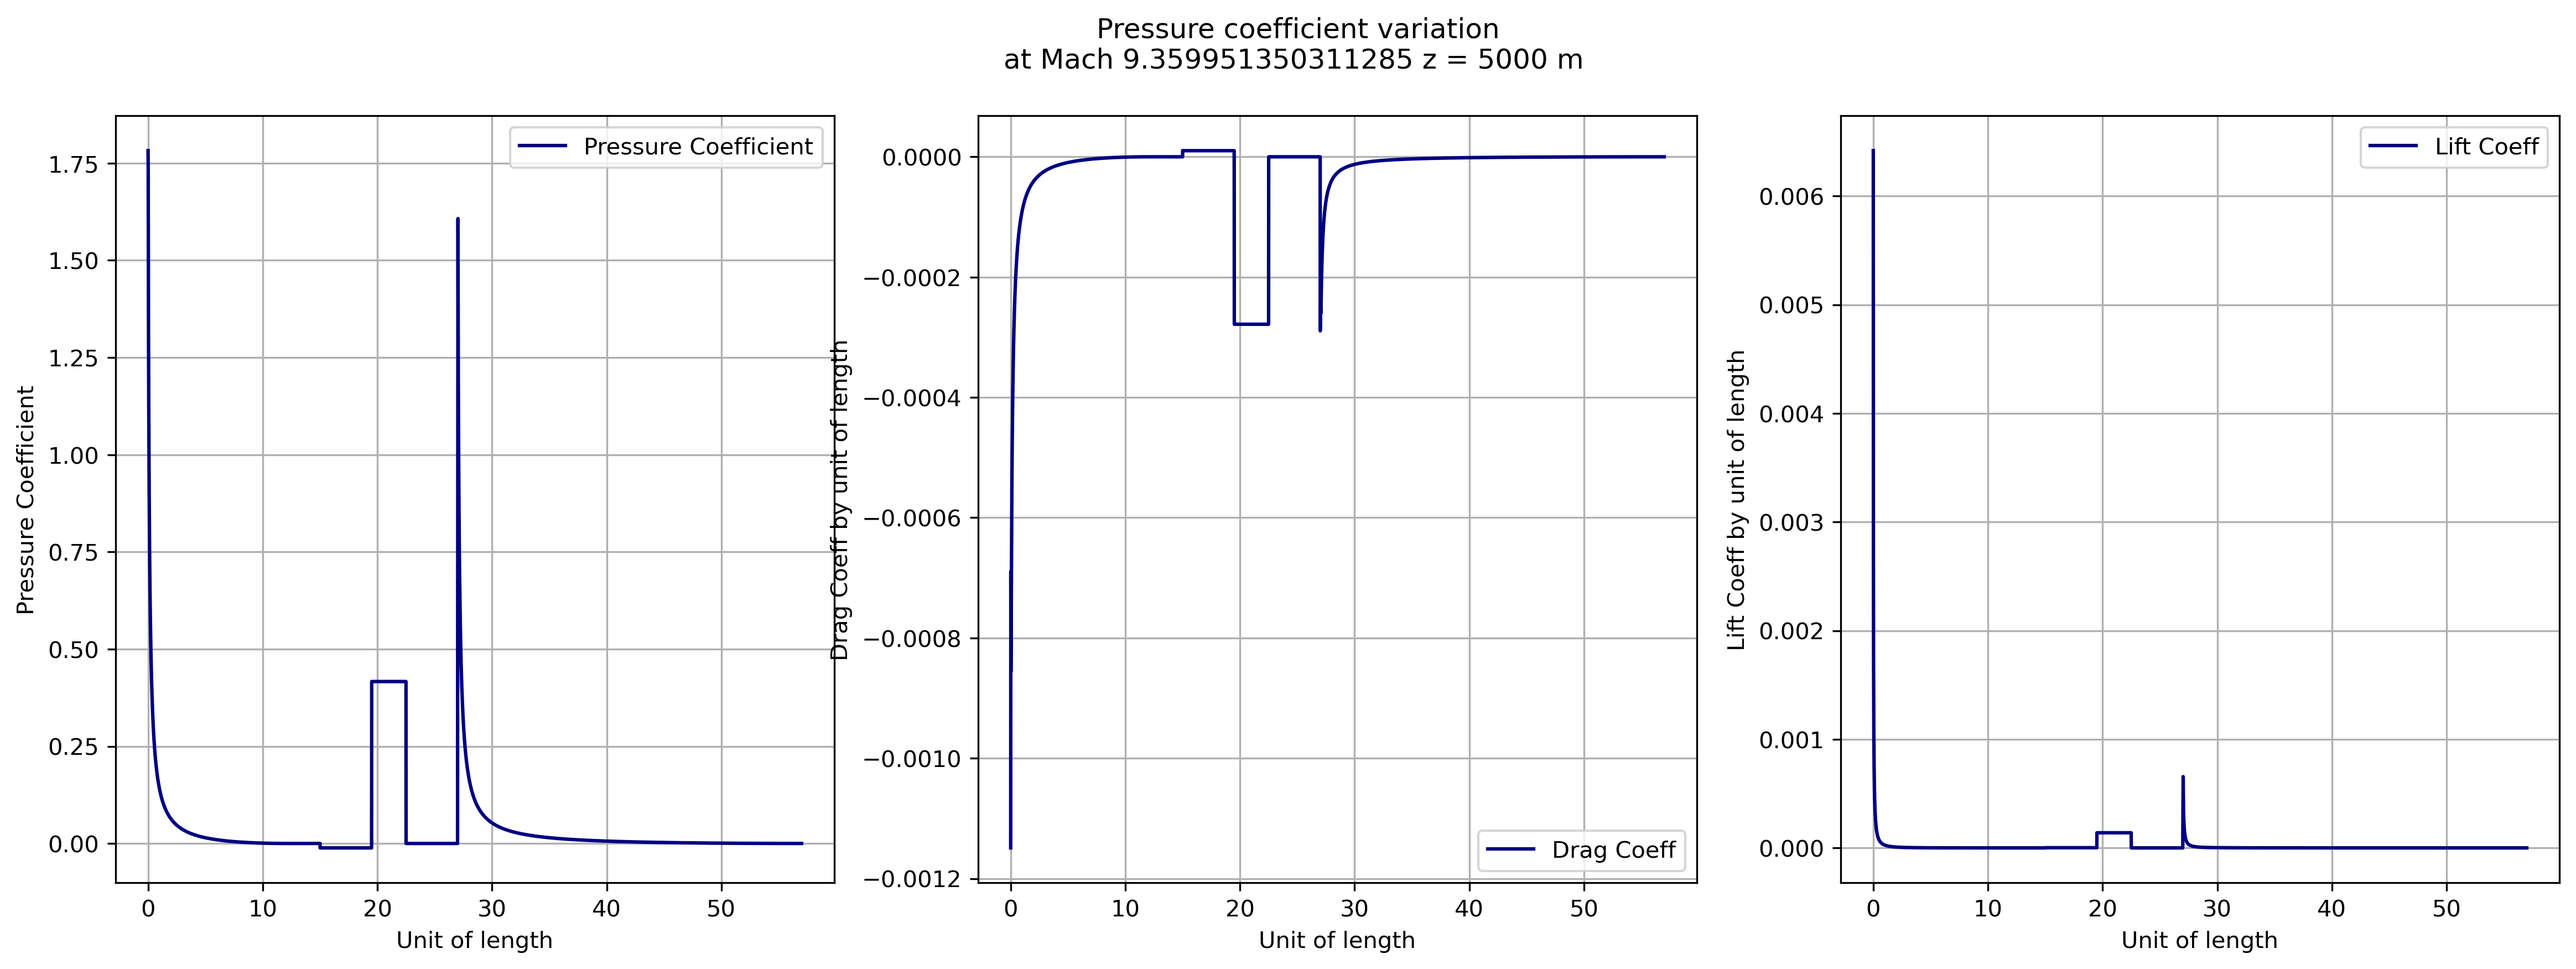 Pressure coefficient variation
at Mach 9.359951350311285 z = 5000 m
Pressure Coefficient
1.75
1.50
1.25
1.00
0.75
0.50
0.25
0.00
0 10 20 30 40 50
Unit of length
Pressure Coefficient
Drag Coeff by unit of length
0.0000
−0.0002
−0.0004
−0.0006
−0.0008
−0.0010
−0.0012
0 10 20 30 40 50
Unit of length
Drag Coeff
Lift Coeff by unit of length
0.006
0.005
0.004
0.003
0.002
0.001
0.000
0 10 20 30 40 50
Unit of length
Lift Coeff